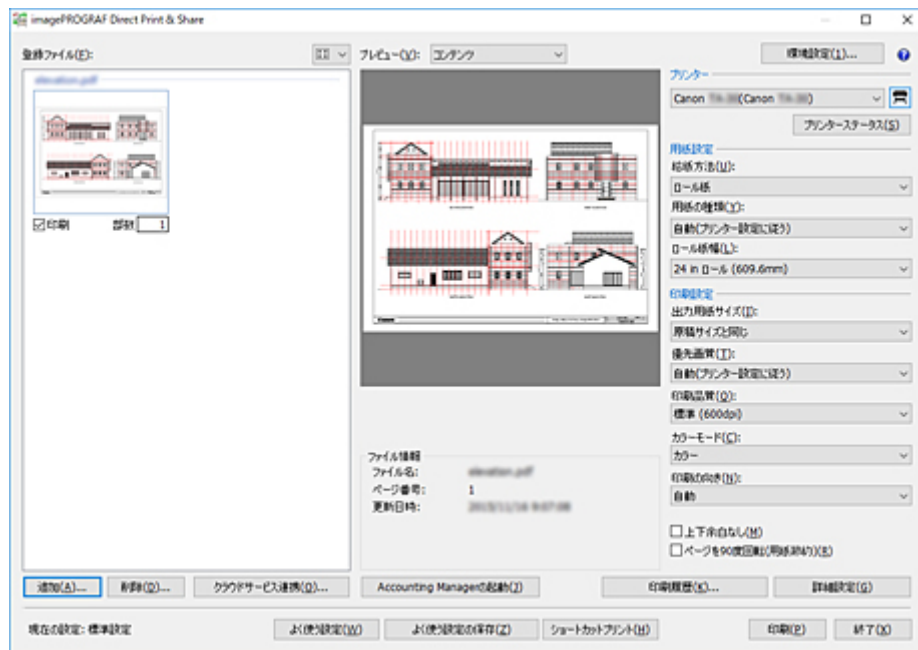 imagePROGRAF Direct Print & Share
登録ファイル(F):
プレビュー(V):
コンテンツ
環境設定(1)...
elevation.pdf
印刷
部数
1
ファイル情報
ファイル名:
elevation.pdf
ページ番号:
1
更新日時:
プリンター
Canon
(Canon
)
プリンターステータス(S)
用紙設定
給紙方法(U):
ロール紙
用紙の種類(Y):
自動(プリンター設定に従う)
ロール紙幅(L):
24 in ロール (609.6mm)
印刷設定
出力用紙サイズ(I):
原稿サイズと同じ
優先画質(T):
自動(プリンター設定に従う)
印刷品質(Q):
標準 (600dpi)
カラーモード(C):
カラー
印刷の向き(N):
自動
上下余白なし(M)
ページを90度回転(用紙節約)(R)
追加(A)...
削除(D)...
クラウドサービス連携(O)...
Accounting Managerの起動(J)
印刷履歴(K)...
詳細設定(G)
現在の設定: 標準設定
よく使う設定(W)
よく使う設定の保存(Z)
ショートカットプリント(H)
印刷(P)
終了(X)